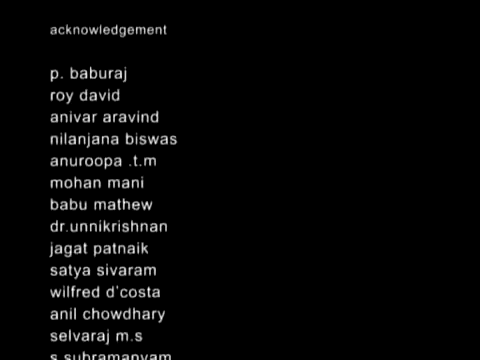 acknowledgement
p. baburaj
roy david
anivar aravind
nilanjana biswas
anuroopa .t.m
mohan mani
babu mathew
dr.unnikrishnan
jagat patnaik
satya sivaram
wilfred d'costa
anil chowdhary
selvaraj m.s
s.subramanyam